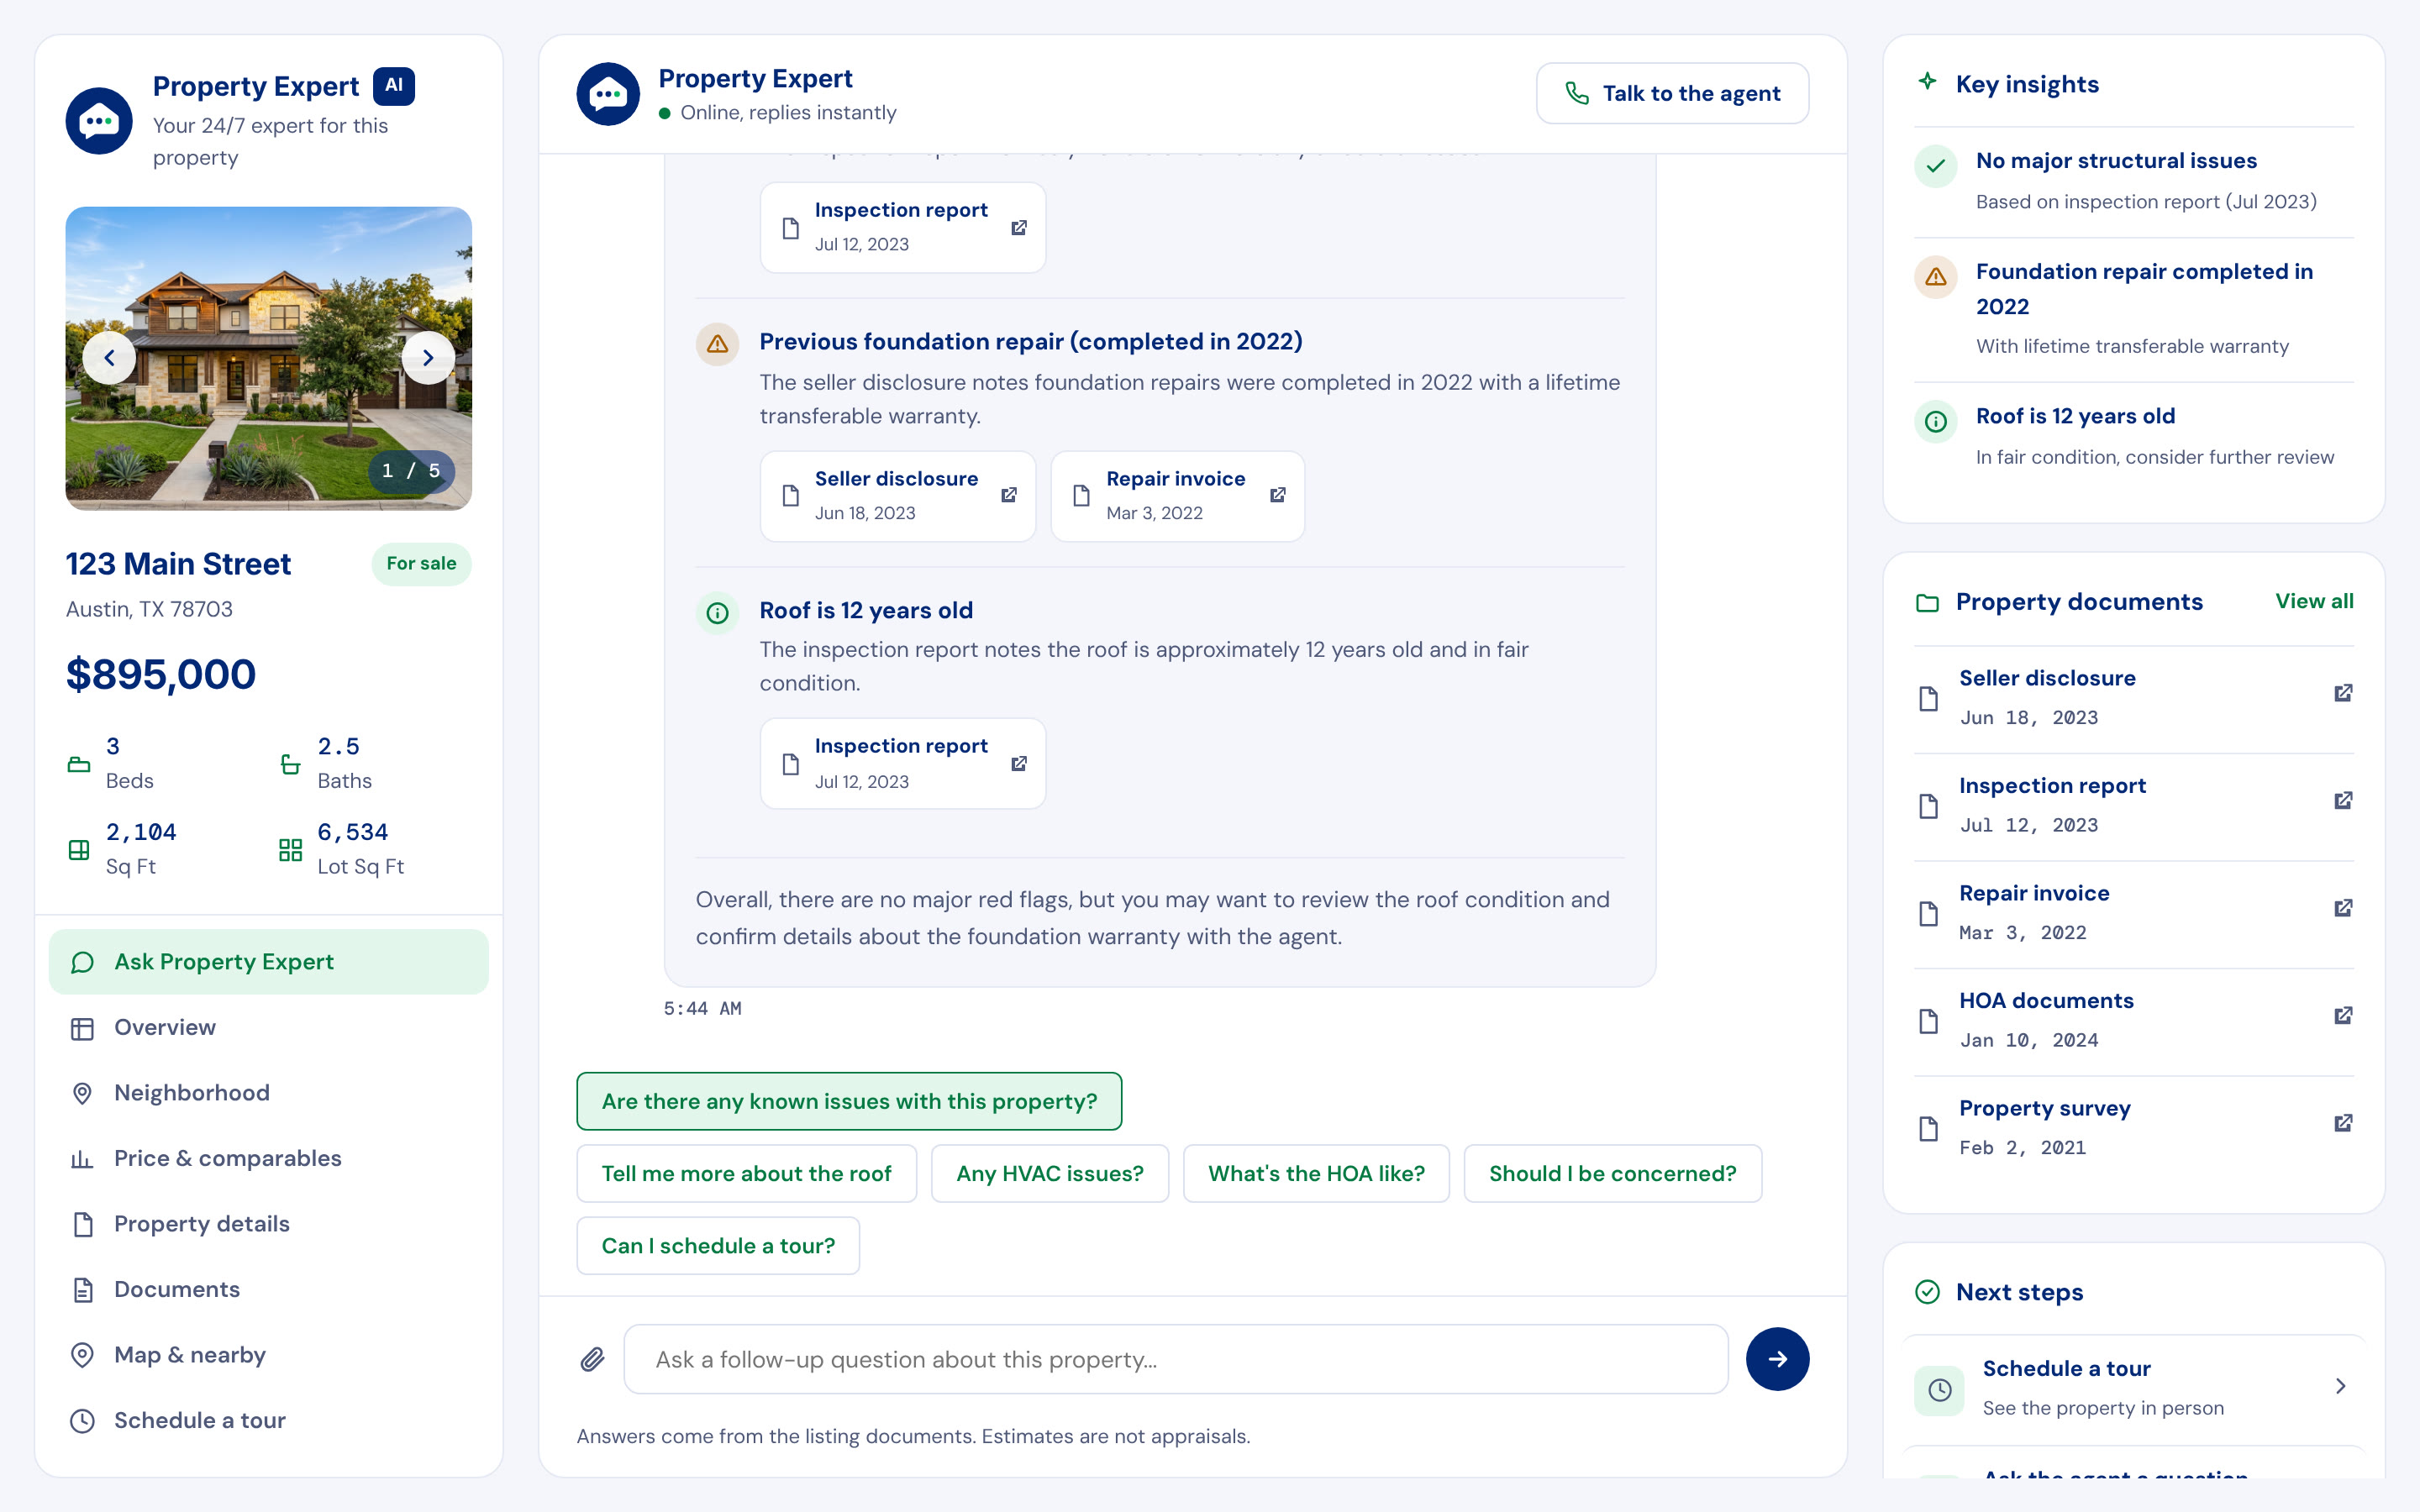 Property Expert AI
Your 24/7 expert for this
property
1 / 5
123 Main Street
For sale
Austin, TX 78703
$895,000
3
Beds
2.5
Baths
2,104
Sq Ft
6,534
Lot Sq Ft
Ask Property Expert
Overview
Neighborhood
Price & comparables
Property details
Documents
Map & nearby
Schedule a tour
Property Expert
Online, replies instantly
Talk to the agent
Inspection report
Jul 12, 2023
Previous foundation repair (completed in 2022)
The seller disclosure notes foundation repairs were completed in 2022 with a lifetime
transferable warranty.
Seller disclosure
Jun 18, 2023
Repair invoice
Mar 3, 2022
Roof is 12 years old
The inspection report notes the roof is approximately 12 years old and in fair
condition.
Inspection report
Jul 12, 2023
Overall, there are no major red flags, but you may want to review the roof condition and
confirm details about the foundation warranty with the agent.
5:44 AM
Are there any known issues with this property?
Tell me more about the roof
Any HVAC issues?
What's the HOA like?
Should I be concerned?
Can I schedule a tour?
Ask a follow-up question about this property...
Answers come from the listing documents. Estimates are not appraisals.
Key insights
No major structural issues
Based on inspection report (Jul 2023)
Foundation repair completed in
2022
With lifetime transferable warranty
Roof is 12 years old
In fair condition, consider further review
Property documents
View all
Seller disclosure
Jun 18, 2023
Inspection report
Jul 12, 2023
Repair invoice
Mar 3, 2022
HOA documents
Jan 10, 2024
Property survey
Feb 2, 2021
Next steps
Schedule a tour
See the property in person
Ask the agent a question